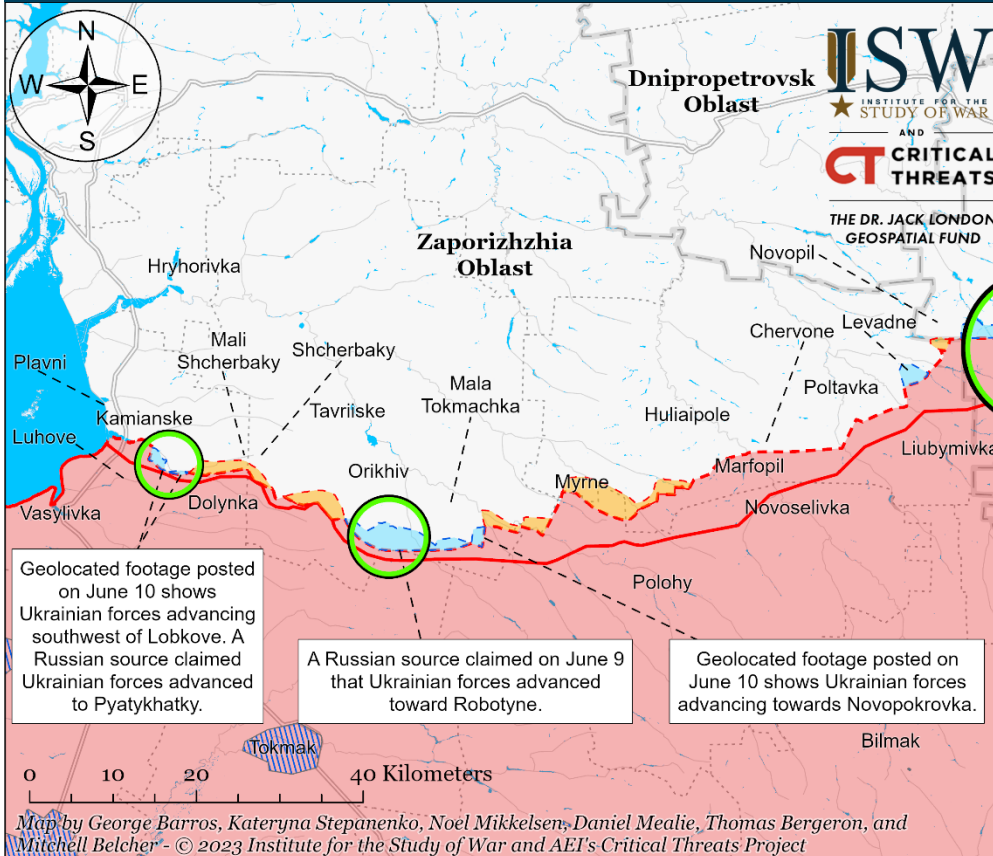 N
W
E
S
ISW
INSTITUTE FOR THE
STUDY OF WAR
AND
CT CRITICAL
THREATS
THE DR. JACK LONDON
GEOSPATIAL FUND
Dnipropetrovsk
Oblast
Zaporizhzhia
Oblast
Novopil
Hryhorivka
Mali
Shcherbaky
Shcherbaky
Chervone
Levadne
Plavni
Mala
Tokmachka
Poltavka
Kamianske
Tavriiske
Huliaipole
Luhove
Orikhiv
Liubymivka
Myrne
Marfopil
Vasylivka
Dolynka
Novoselivka
Polohy
Geolocated footage posted
on June 10 shows
Ukrainian forces advancing
southwest of Lobkove. A
Russian source claimed
Ukrainian forces advanced
to Pyatykhatky.
A Russian source claimed on June 9
that Ukrainian forces advanced
toward Robotyne.
Geolocated footage posted on
June 10 shows Ukrainian forces
advancing towards Novopokrovka.
Bilmak
Tokmak
0 10 20 40 Kilometers
Map by George Barros, Kateryna Stepanenko, Noel Mikkelsen, Daniel Mealie, Thomas Bergeron, and
Mitchell Belcher - © 2023 Institute for the Study of War and AEI's Critical Threats Project